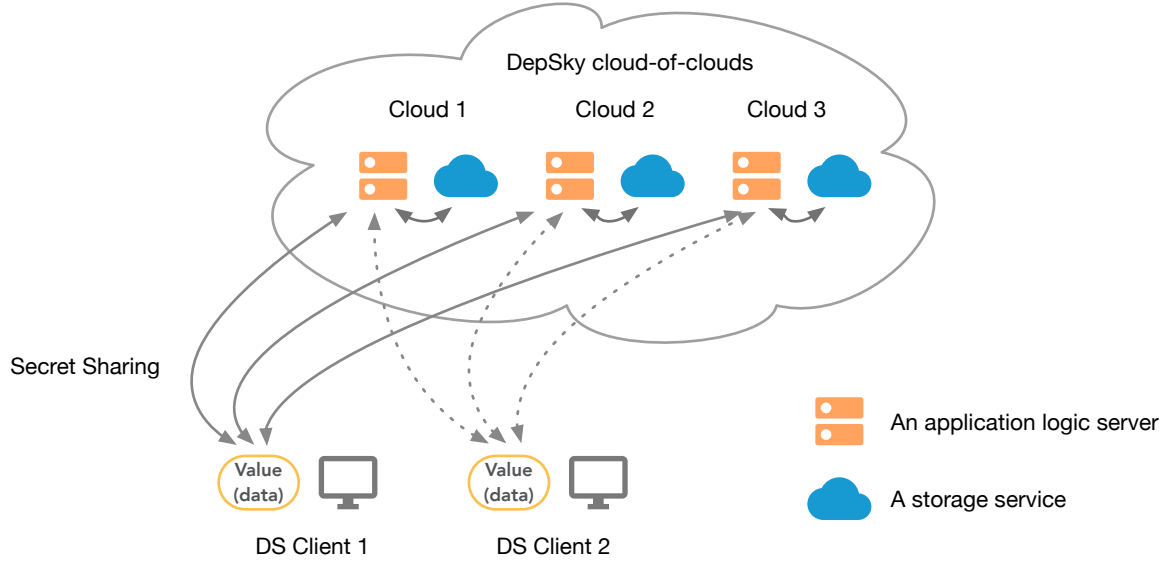 DepSky cloud-of-clouds
Cloud 1
Cloud 2
Cloud 3
Secret Sharing
An application logic server
Value
(data)
Value
(data)
A storage service
DS Client 1
DS Client 2